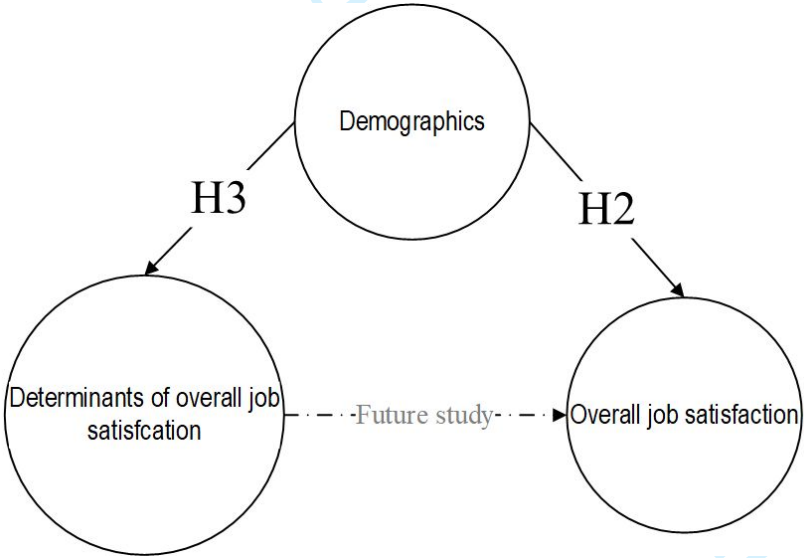 Demographics
H3
H2
Determinants of overall job
satisfcation
Future study
Overall job satisfaction